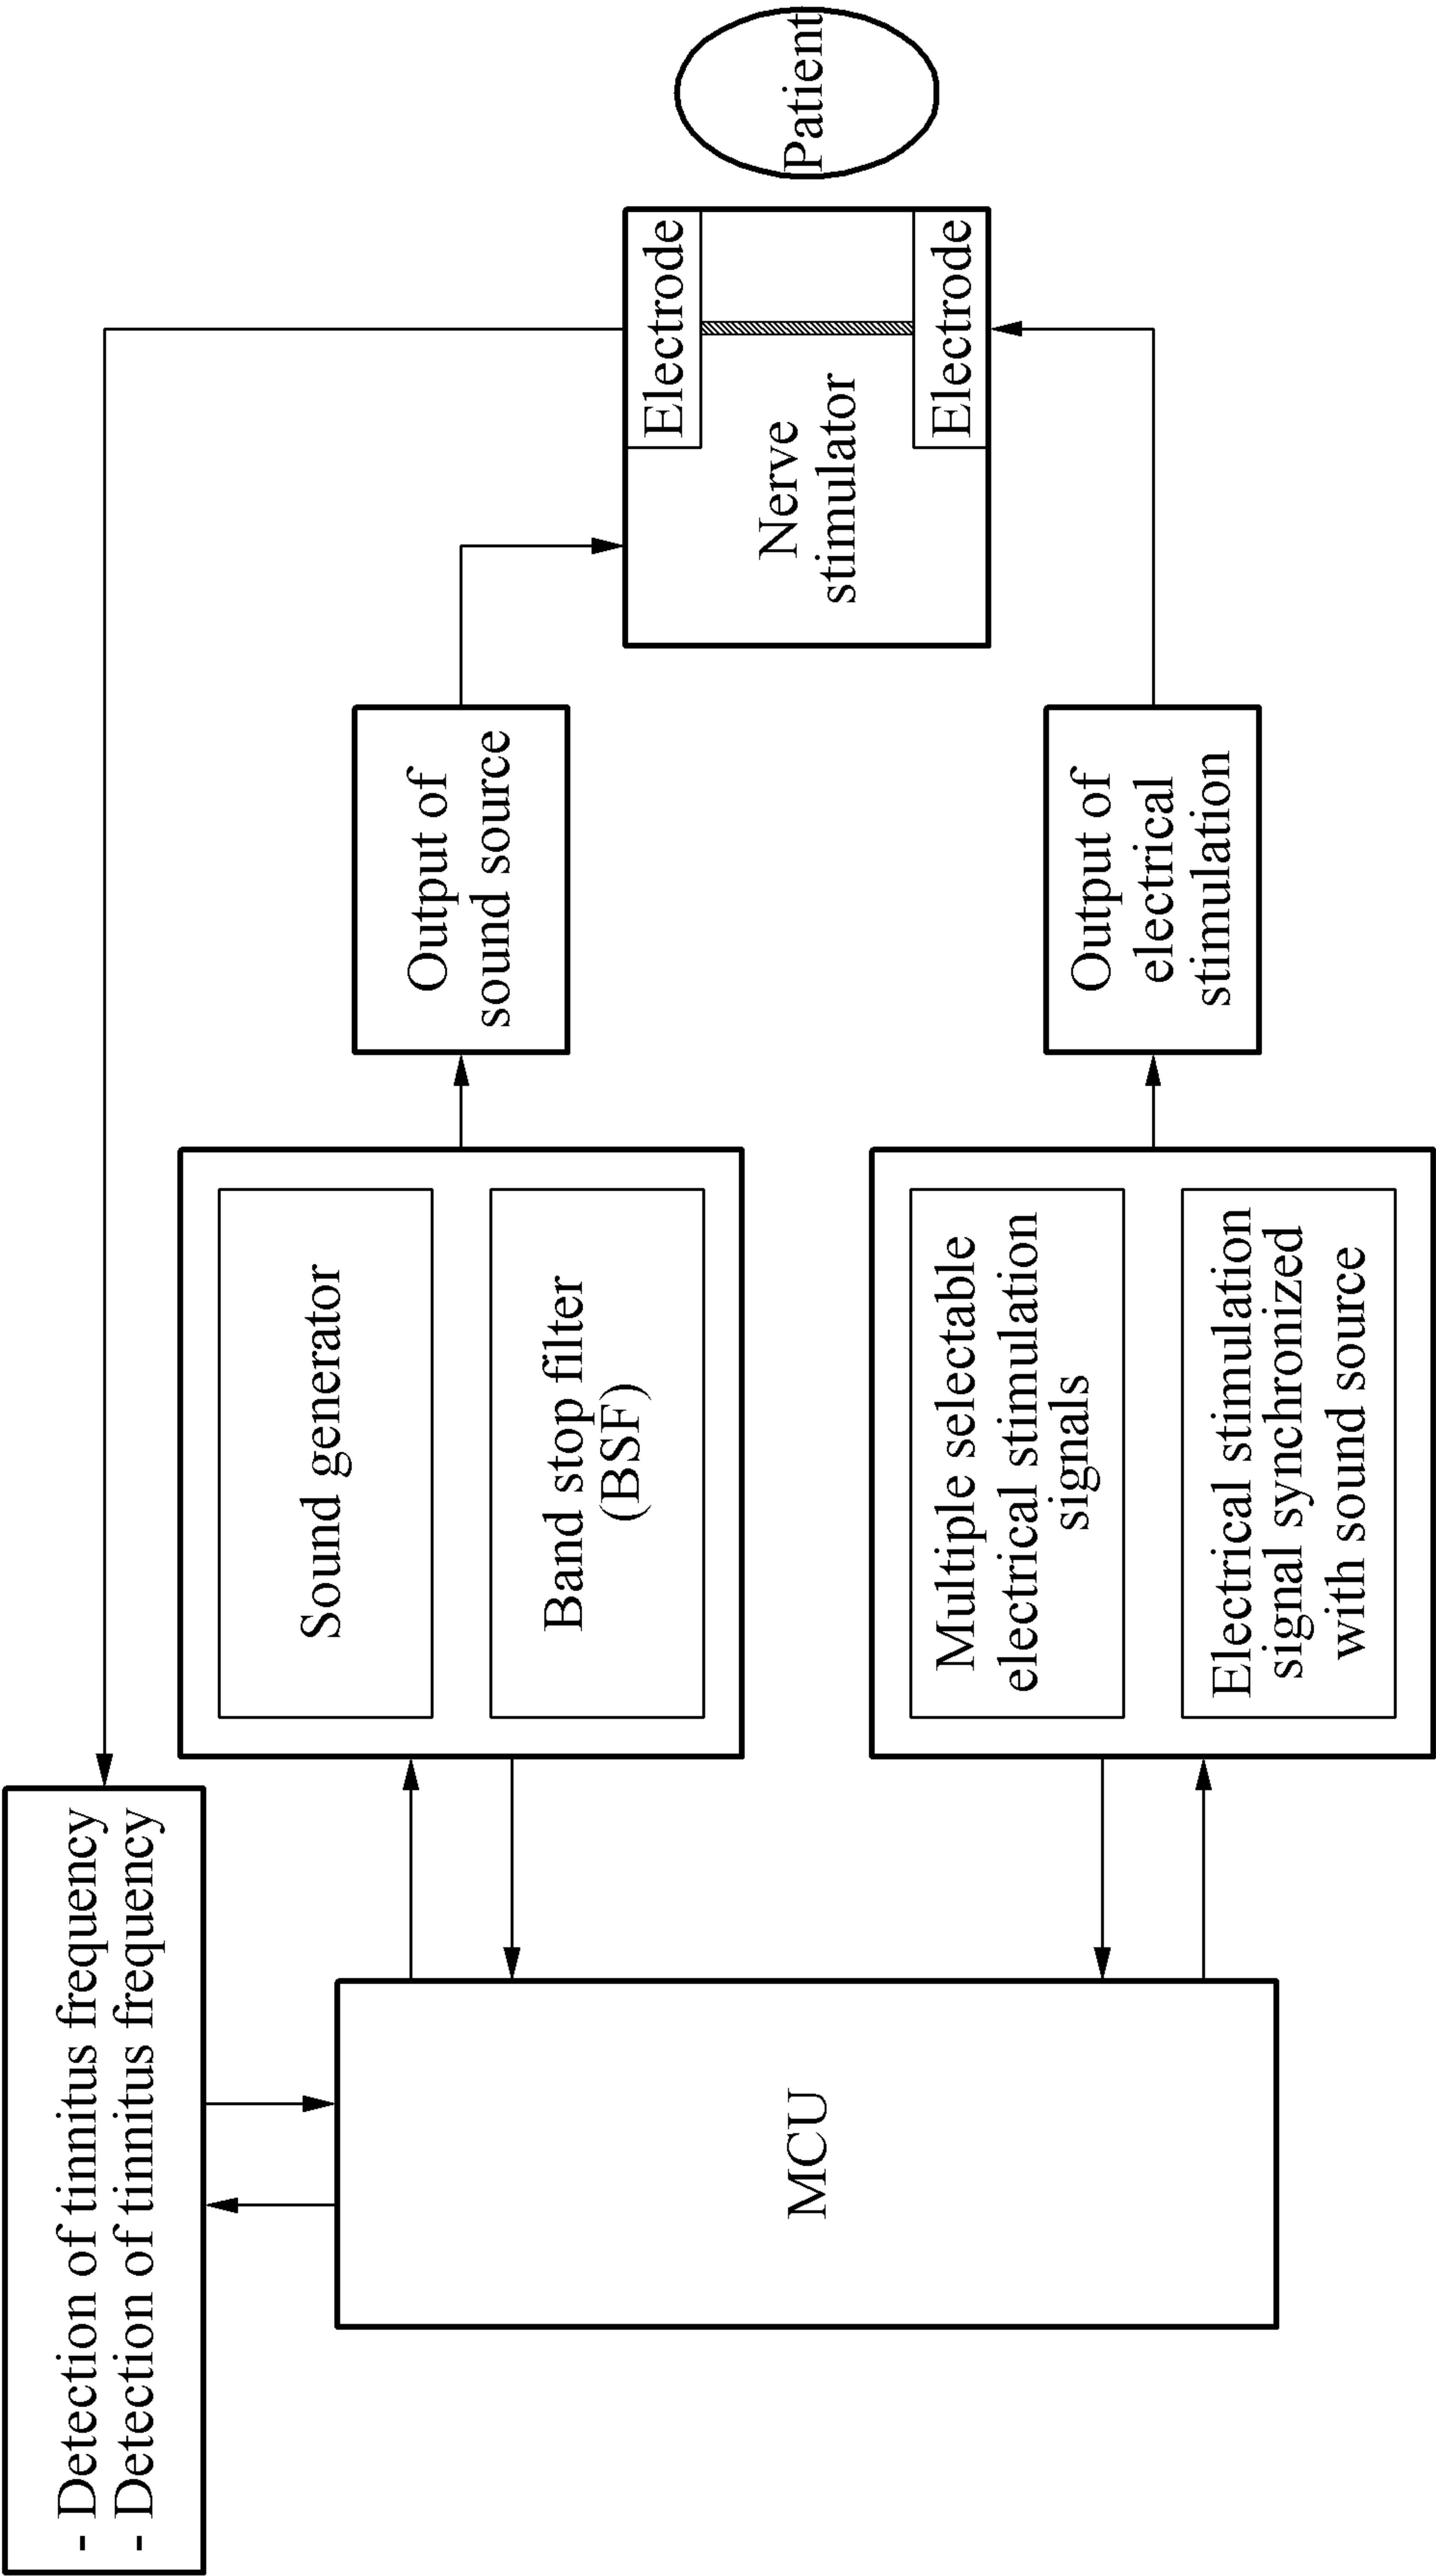 - Detection of tinnitus frequency
- Detection of tinnitus frequency
MCU
Sound generator
Band stop filter
(BSF)
Multiple selectable
electrical stimulation
signals
Electrical stimulation
signal synchronized
with sound source
Output of
sound source
Output of
electrical
stimulation
Electrode
Nerve
stimulator
Electrode
Patient